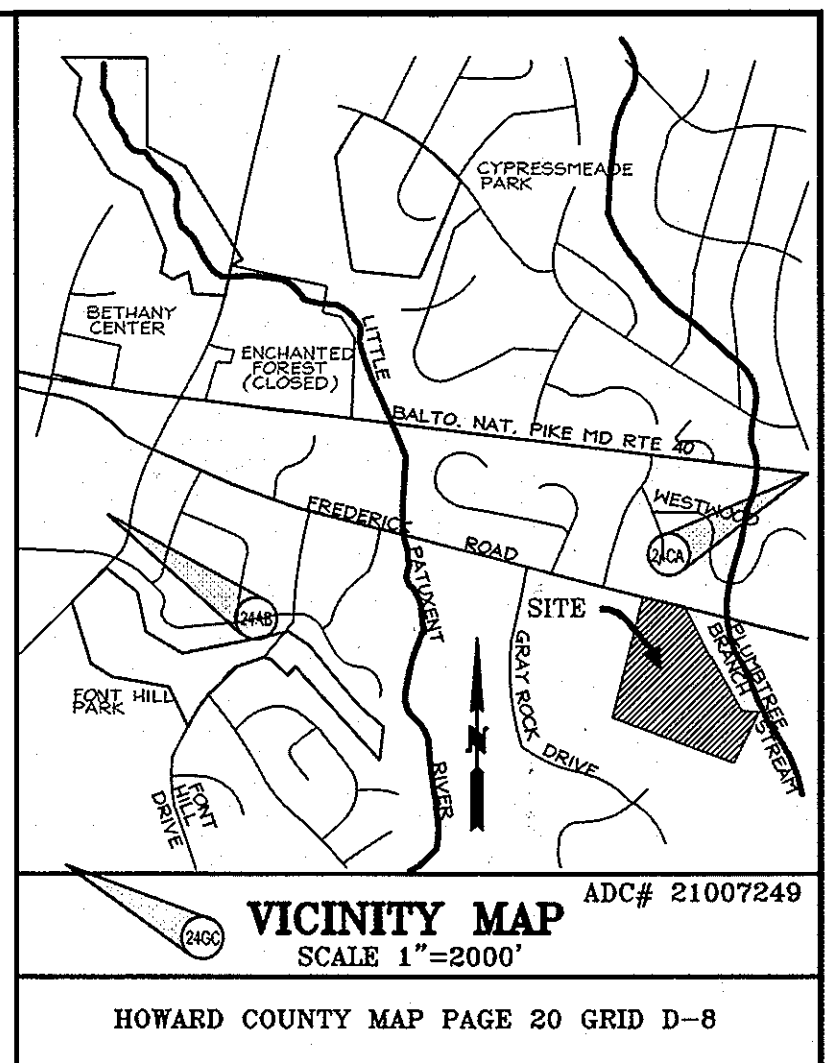 CYPRESSMEADE
PARK
BETHANY
CENTER
ENCHANTED
FOREST
(CLOSED)
LITTLE
BALTO. NAT. PIKE MD RTE 40
WESTWOOD
24CA
FREDERICK
ROAD
PATUXENT
RIVER
24AB
SITE
GRAY ROCK
DRIVE
PLUMBTREE
BRANCH STREAM
FONT HILL
PARK
N
FONT
HILL
DRIVE
ADC# 21007249
24GC
VICINITY MAP
SCALE 1"=2000'
HOWARD COUNTY MAP PAGE 20 GRID D-8